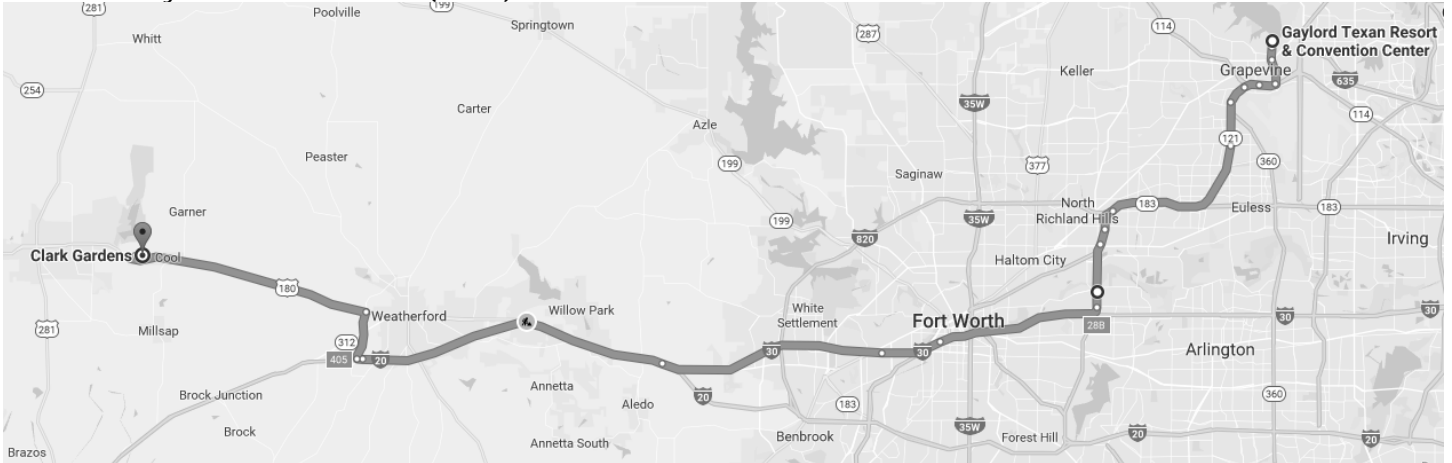 281
199
Poolville
Springtown
Whitt
287
114
Gaylord Texan Resort
& Convention Center
Keller
Grapevine
635
254
35W
114
Carter
Azle
121
Peaster
199
377
360
Saginaw
Garner
199
35W
North
Richland Hills
183
Euless
183
820
Irving
Clark Gardens
Cool
Haltom City
180
Willow Park
White
Settlement
Fort Worth
30
30
281
Millsap
Weatherford
312
28B
405
20
30
30
Arlington
Annetta
Brock Junction
Aledo
20
183
360
Brock
Annetta South
Benbrook
35W
Forest Hill
20
20
Brazos